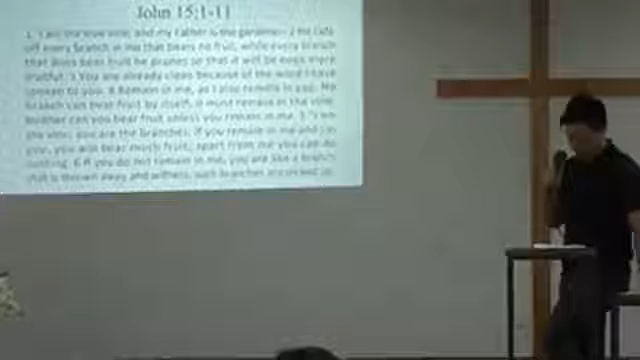 John 15:1-11
1 "I am the true vine, and my Father is the gardener. 2 He cuts
off every branch in me that bears no fruit, while every branch
that does bear fruit he prunes so that it will be even more
fruitful. 3 You are already clean because of the word I have
spoken to you. 4 Remain in me, as I also remain in you. No
branch can bear fruit by itself; it must remain in the vine.
Neither can you bear fruit unless you remain in me. 5 "I am
the vine; you are the branches. If you remain in me and I in
you, you will bear much fruit; apart from me you can do
nothing. 6 If you do not remain in me, you are like a branch
that is thrown away and withers; such branches are picked up,